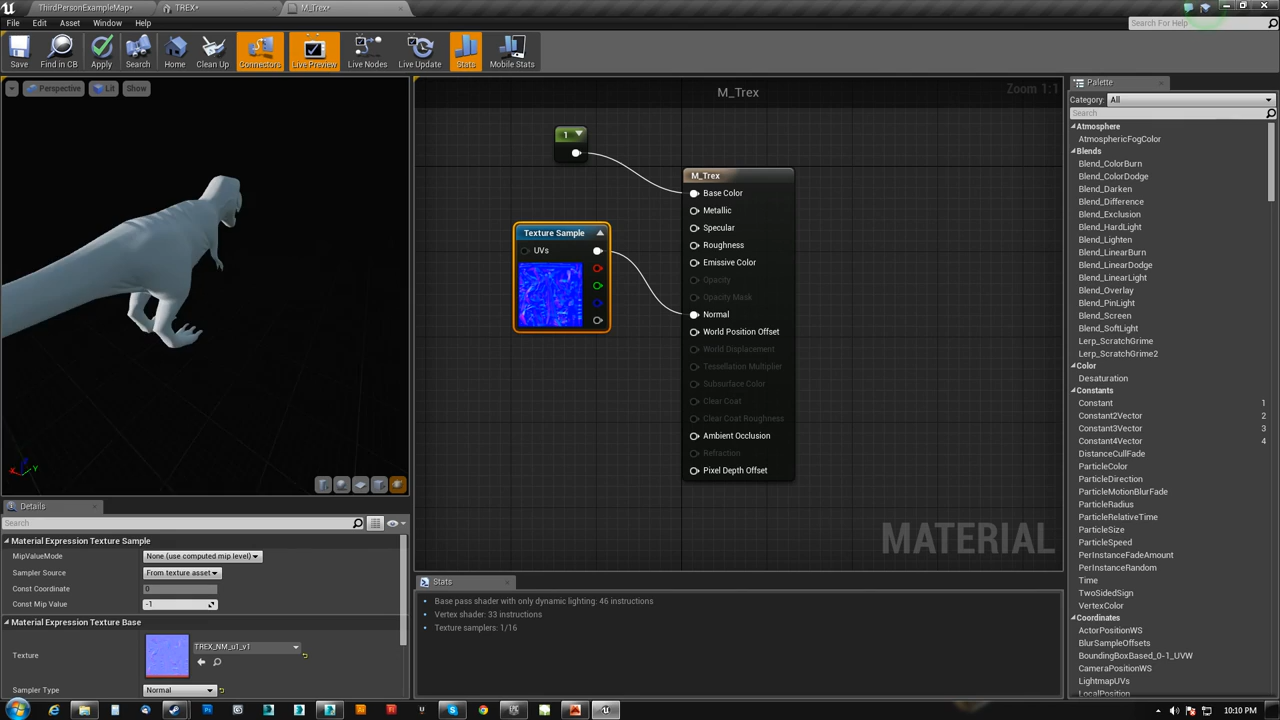 ThirdPersonExampleMap*
TREX*
M_Trex*
File Edit Asset Window Help
Search For Help
Save
Find in CB
Apply
Search
Home
Clean Up
Connectors
Live Preview
Live Nodes
Live Update
Stats
Mobile Stats
Perspective
Lit
Show
X
Y
M_Trex
Zoom 1:1
1
Texture Sample
UVs
M_Trex
Base Color
Metallic
Specular
Roughness
Emissive Color
Opacity
Opacity Mask
Normal
World Position Offset
World Displacement
Tessellation Multiplier
Subsurface Color
Clear Coat
Clear Coat Roughness
Ambient Occlusion
Refraction
Pixel Depth Offset
MATERIAL
Palette
Category: All
Search
Atmosphere
AtmosphericFogColor
Blends
Blend_ColorBurn
Blend_ColorDodge
Blend_Darken
Blend_Difference
Blend_Exclusion
Blend_HardLight
Blend_Lighten
Blend_LinearBurn
Blend_LinearDodge
Blend_LinearLight
Blend_Overlay
Blend_PinLight
Blend_Screen
Blend_SoftLight
Lerp_ScratchGrime
Lerp_ScratchGrime2
Color
Desaturation
Constants
Constant 1
Constant2Vector 2
Constant3Vector 3
Constant4Vector 4
DistanceCullFade
ParticleColor
ParticleDirection
ParticleMotionBlurFade
ParticleRadius
ParticleRelativeTime
ParticleSize
ParticleSpeed
PerInstanceFadeAmount
PerInstanceRandom
Time
TwoSidedSign
VertexColor
Coordinates
ActorPositionWS
BlurSampleOffsets
BoundingBoxBased_0-1_UVW
CameraPositionWS
LightmapUVs
LocalPosition
Details
Search
Material Expression Texture Sample
MipValueMode None (use computed mip level)
Sampler Source From texture asset
Const Coordinate 0
Const Mip Value -1
Material Expression Texture Base
Texture TREX_NM_u1_v1
Sampler Type Normal
Stats
Base pass shader with only dynamic lighting: 46 instructions
Vertex shader: 33 instructions
Texture samplers: 1/16
10:10 PM